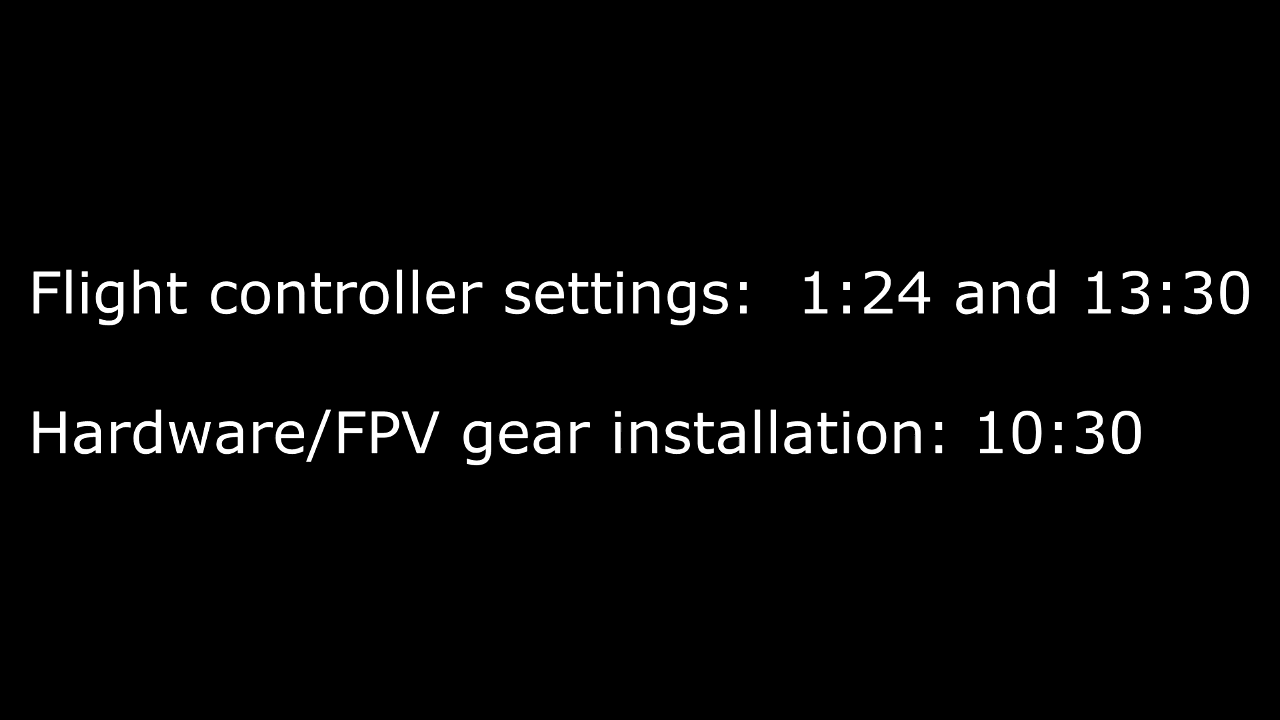 Flight controller settings:  1:24 and 13:30
Hardware/FPV gear installation: 10:30